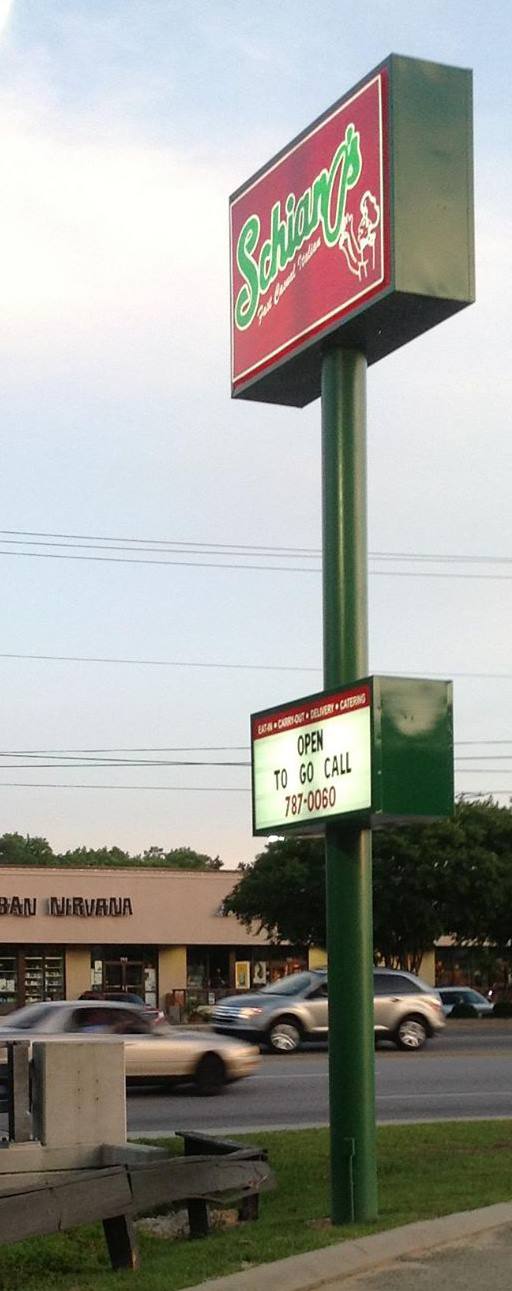 Schiano's
Fast Casual Italian
EAT-IN • CARRY-OUT • DELIVERY • CATERING
OPEN
TO GO CALL
787-0060
BAN NIRVANA